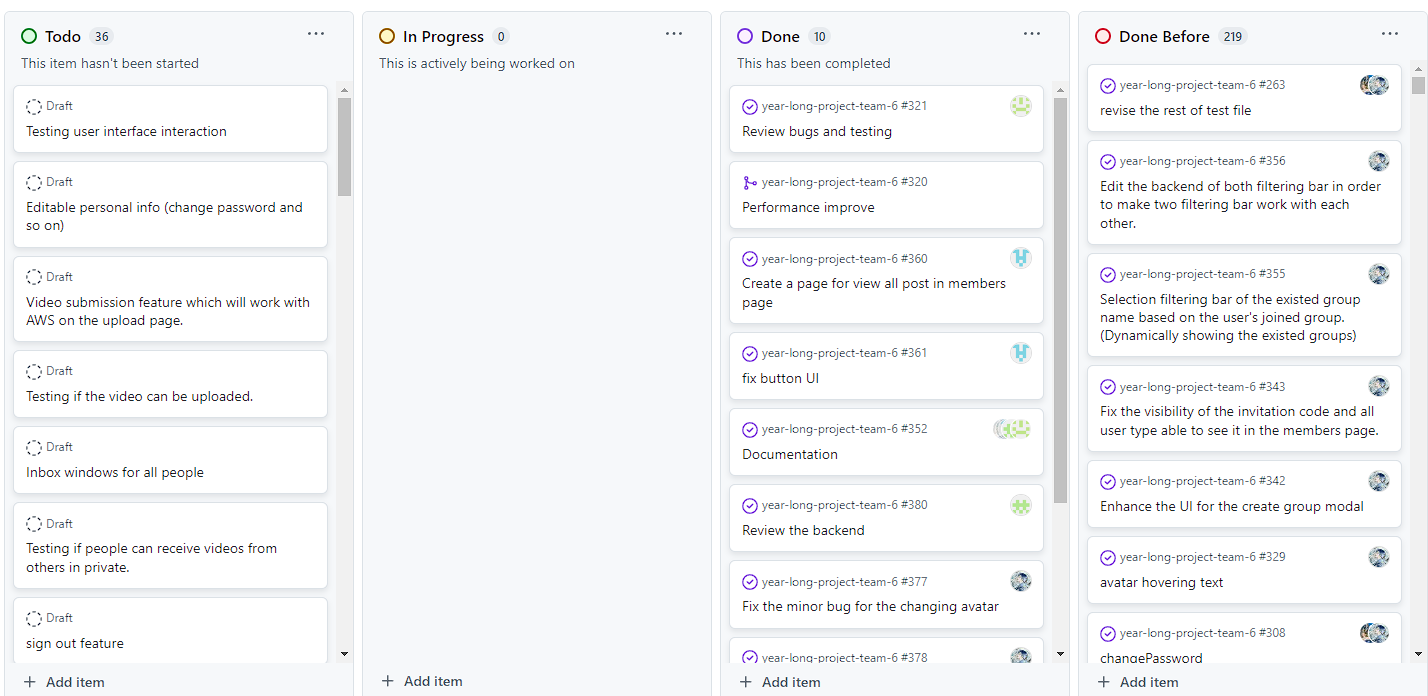 Todo 36
This item hasn't been started
Draft
Testing user interface interaction
Draft
Editable personal info (change password and
so on)
Draft
Video submission feature which will work with
AWS on the upload page.
Draft
Testing if the video can be uploaded.
Draft
Inbox windows for all people
Draft
Testing if people can receive videos from
others in private.
Draft
sign out feature
Add item
In Progress 0
This is actively being worked on
Add item
Done 10
This has been completed
year-long-project-team-6 #321
Review bugs and testing
year-long-project-team-6 #320
Performance improve
year-long-project-team-6 #360
Create a page for view all post in members
page
year-long-project-team-6 #361
fix button UI
year-long-project-team-6 #352
Documentation
year-long-project-team-6 #380
Review the backend
year-long-project-team-6 #377
Fix the minor bug for the changing avatar
year-long-project-team-6 #378
Add item
Done Before 219
year-long-project-team-6 #263
revise the rest of test file
year-long-project-team-6 #356
Edit the backend of both filtering bar in order
to make two filtering bar work with each
other.
year-long-project-team-6 #355
Selection filtering bar of the existed group
name based on the user's joined group.
(Dynamically showing the existed groups)
year-long-project-team-6 #343
Fix the visibility of the invitation code and all
user type able to see it in the members page.
year-long-project-team-6 #342
Enhance the UI for the create group modal
year-long-project-team-6 #329
avatar hovering text
year-long-project-team-6 #308
changePassword
Add item